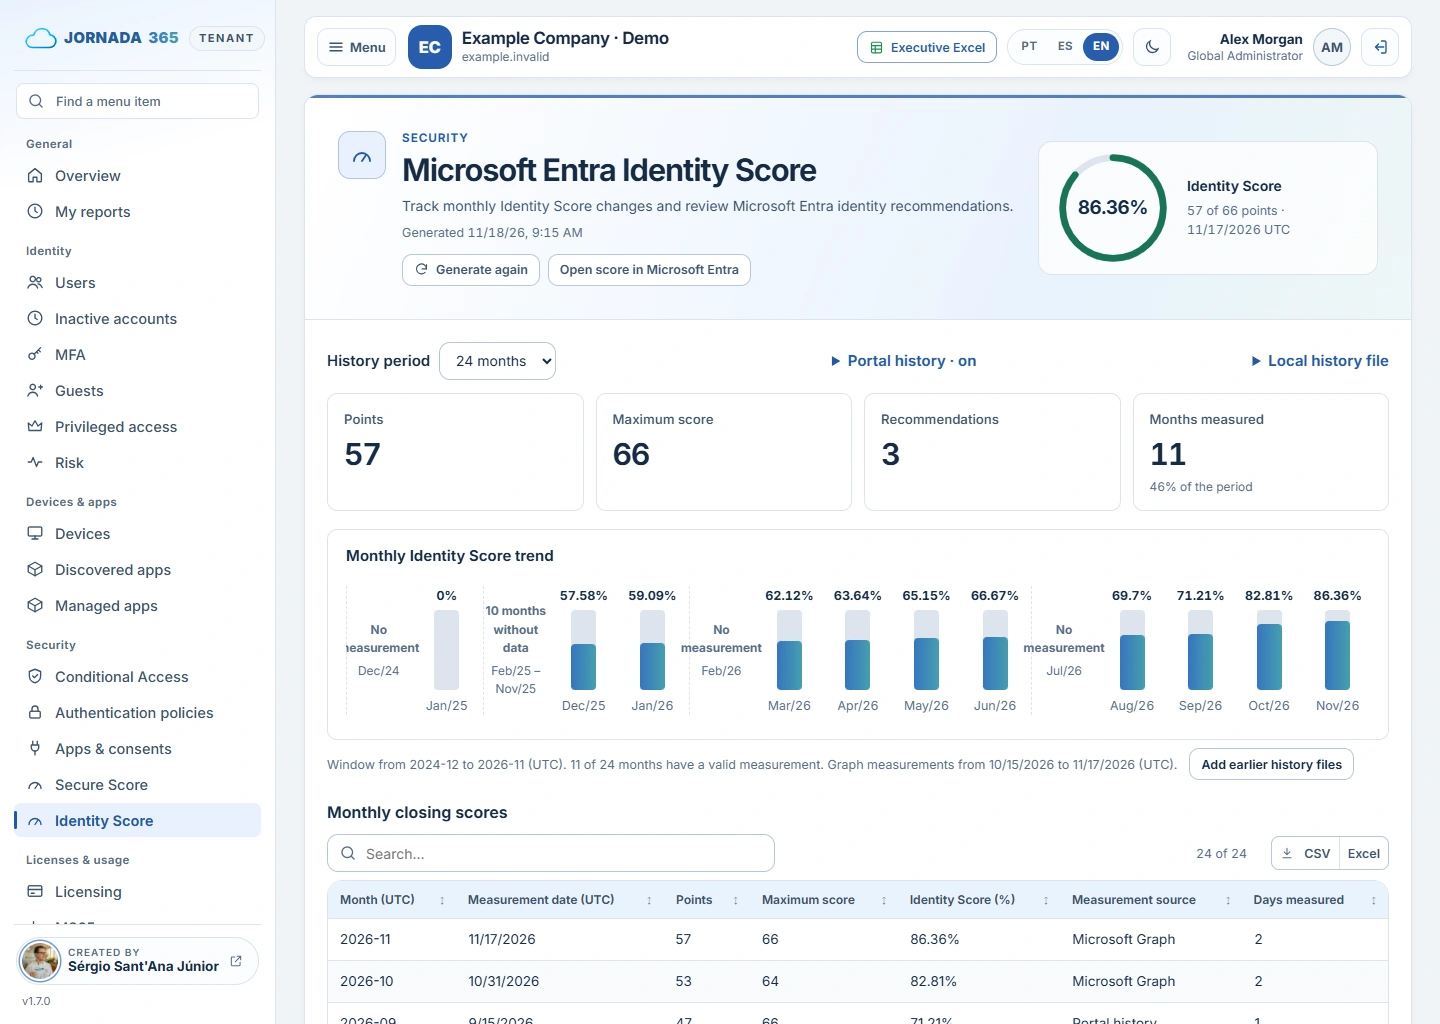 JORNADA 365 TENANT
Find a menu item
General
Overview
My reports
Identity
Users
Inactive accounts
MFA
Guests
Privileged access
Risk
Devices & apps
Devices
Discovered apps
Managed apps
Security
Conditional Access
Authentication policies
Apps & consents
Secure Score
Identity Score
Licenses & usage
Licensing
CREATED BY
Sérgio Sant'Ana Júnior
v1.7.0
Menu
EC
Example Company · Demo
example.invalid
Executive Excel
PT ES EN
Alex Morgan
Global Administrator
AM
SECURITY
Microsoft Entra Identity Score
Track monthly Identity Score changes and review Microsoft Entra identity recommendations.
Generated 11/18/26, 9:15 AM
Generate again
Open score in Microsoft Entra
86.36%
Identity Score
57 of 66 points ·
11/17/2026 UTC
History period 24 months
Portal history · on
Local history file
Points
57
Maximum score
66
Recommendations
3
Months measured
11
46% of the period
Monthly Identity Score trend
No
measurement
Dec/24
0%
Jan/25
10 months
without
data
Feb/25 –
Nov/25
57.58%
Dec/25
59.09%
Jan/26
No
measurement
Feb/26
62.12%
Mar/26
63.64%
Apr/26
65.15%
May/26
66.67%
Jun/26
No
measurement
Jul/26
69.7%
Aug/26
71.21%
Sep/26
82.81%
Oct/26
86.36%
Nov/26
Window from 2024-12 to 2026-11 (UTC). 11 of 24 months have a valid measurement. Graph measurements from 10/15/2026 to 11/17/2026 (UTC).
Add earlier history files
Monthly closing scores
Search...
24 of 24
CSV Excel
Month (UTC) Measurement date (UTC) Points Maximum score Identity Score (%) Measurement source Days measured
2026-11 11/17/2026 57 66 86.36% Microsoft Graph 2
2026-10 10/31/2026 53 64 82.81% Microsoft Graph 2
2026-09 9/15/2026 47 66 71.21% Portal history 1